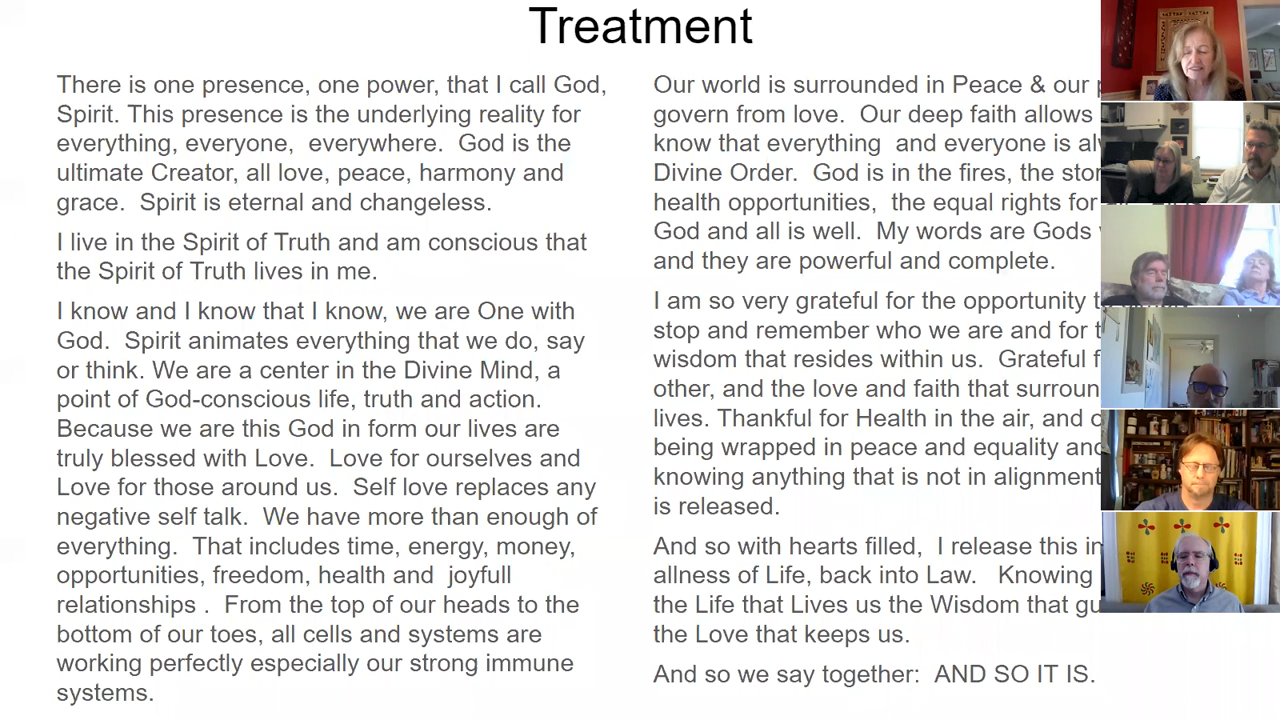 Treatment
There is one presence, one power, that I call God,
Spirit. This presence is the underlying reality for
everything, everyone, everywhere. God is the
ultimate Creator, all love, peace, harmony and
grace. Spirit is eternal and changeless.
I live in the Spirit of Truth and am conscious that
the Spirit of Truth lives in me.
I know and I know that I know, we are One with
God. Spirit animates everything that we do, say
or think. We are a center in the Divine Mind, a
point of God-conscious life, truth and action.
Because we are this God in form our lives are
truly blessed with Love. Love for ourselves and
Love for those around us. Self love replaces any
negative self talk. We have more than enough of
everything. That includes time, energy, money,
opportunities, freedom, health and joyfull
relationships . From the top of our heads to the
bottom of our toes, all cells and systems are
working perfectly especially our strong immune
systems.
Our world is surrounded in Peace & our
govern from love. Our deep faith allows
know that everything and everyone is
Divine Order. God is in the fires, the
health opportunities, the equal rights for
God and all is well. My words are Gods
and they are powerful and complete.
I am so very grateful for the opportunity
stop and remember who we are and for
wisdom that resides within us. Grateful
other, and the love and faith that
lives. Thankful for Health in the air, and
being wrapped in peace and equality and
knowing anything that is not in alignment
is released.
And so with hearts filled, I release this
allness of Life, back into Law. Knowing
the Life that Lives us the Wisdom that
the Love that keeps us.
And so we say together: AND SO IT IS.